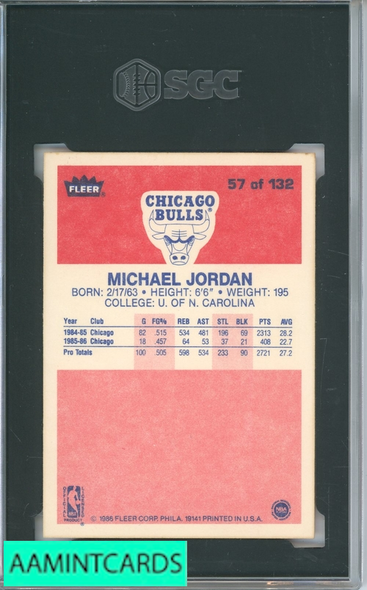 SGC
FLEER
57 of 132
CHICAGO
BULLS
MICHAEL JORDAN
BORN: 2/17/63 • HEIGHT: 6'6" • WEIGHT: 195
COLLEGE: U. OF N. CAROLINA
Year Club G FG% REB AST STL BLK PTS AVG
1984-85 Chicago 82 .515 534 481 196 69 2313 28.2
1985-86 Chicago 18 .457 64 53 37 21 408 22.7
Pro Totals 100 .505 598 534 233 90 2721 27.2
NBA
© 1986 FLEER CORP. PHILA. 19141 PRINTED IN U.S.A.
AAMINTCARDS